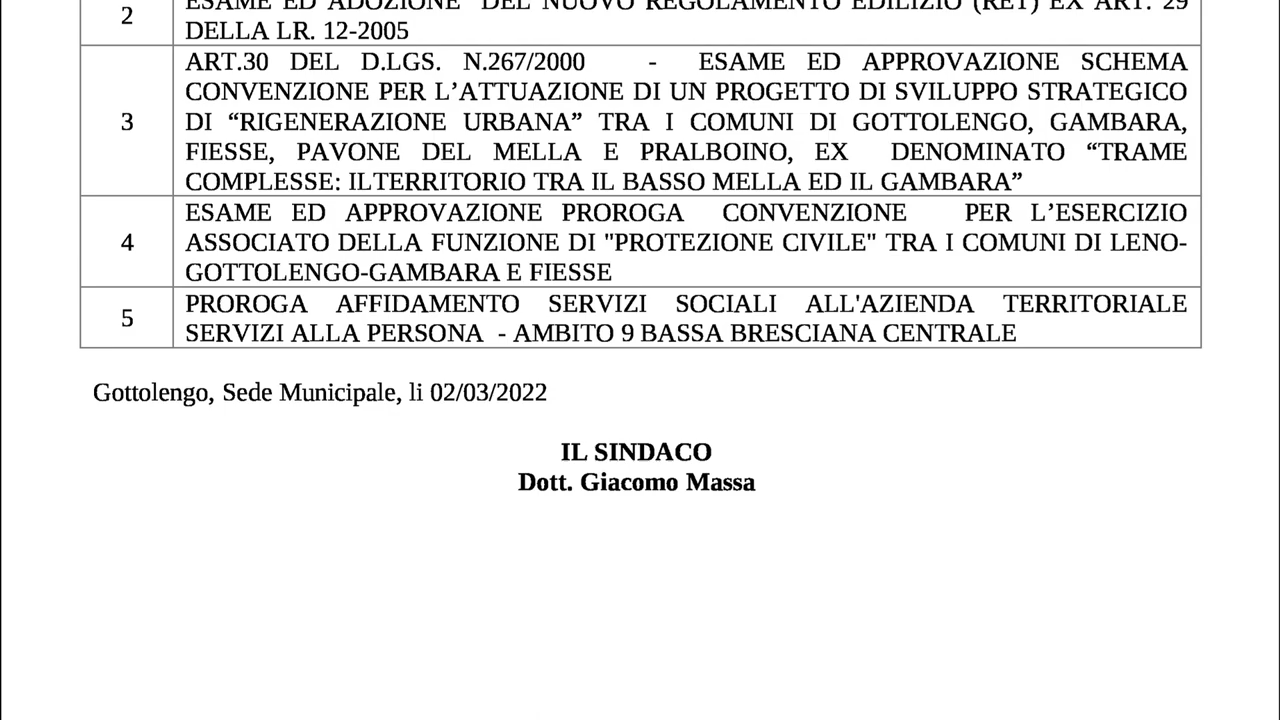 2
ESAME ED ADOZIONE DEL NUOVO REGOLAMENTO EDILIZIO (RET) EX ART. 29
DELLA LR. 12-2005
3
ART.30 DEL D.LGS. N.267/2000 - ESAME ED APPROVAZIONE SCHEMA
CONVENZIONE PER L’ATTUAZIONE DI UN PROGETTO DI SVILUPPO STRATEGICO
DI “RIGENERAZIONE URBANA” TRA I COMUNI DI GOTTOLENGO, GAMBARA,
FIESSE, PAVONE DEL MELLA E PRALBOINO, EX DENOMINATO “TRAME
COMPLESSE: ILTERRITORIO TRA IL BASSO MELLA ED IL GAMBARA”
4
ESAME ED APPROVAZIONE PROROGA CONVENZIONE PER L’ESERCIZIO
ASSOCIATO DELLA FUNZIONE DI "PROTEZIONE CIVILE" TRA I COMUNI DI LENO-
GOTTOLENGO-GAMBARA E FIESSE
5
PROROGA AFFIDAMENTO SERVIZI SOCIALI ALL'AZIENDA TERRITORIALE
SERVIZI ALLA PERSONA - AMBITO 9 BASSA BRESCIANA CENTRALE
Gottolengo, Sede Municipale, li 02/03/2022
IL SINDACO
Dott. Giacomo Massa